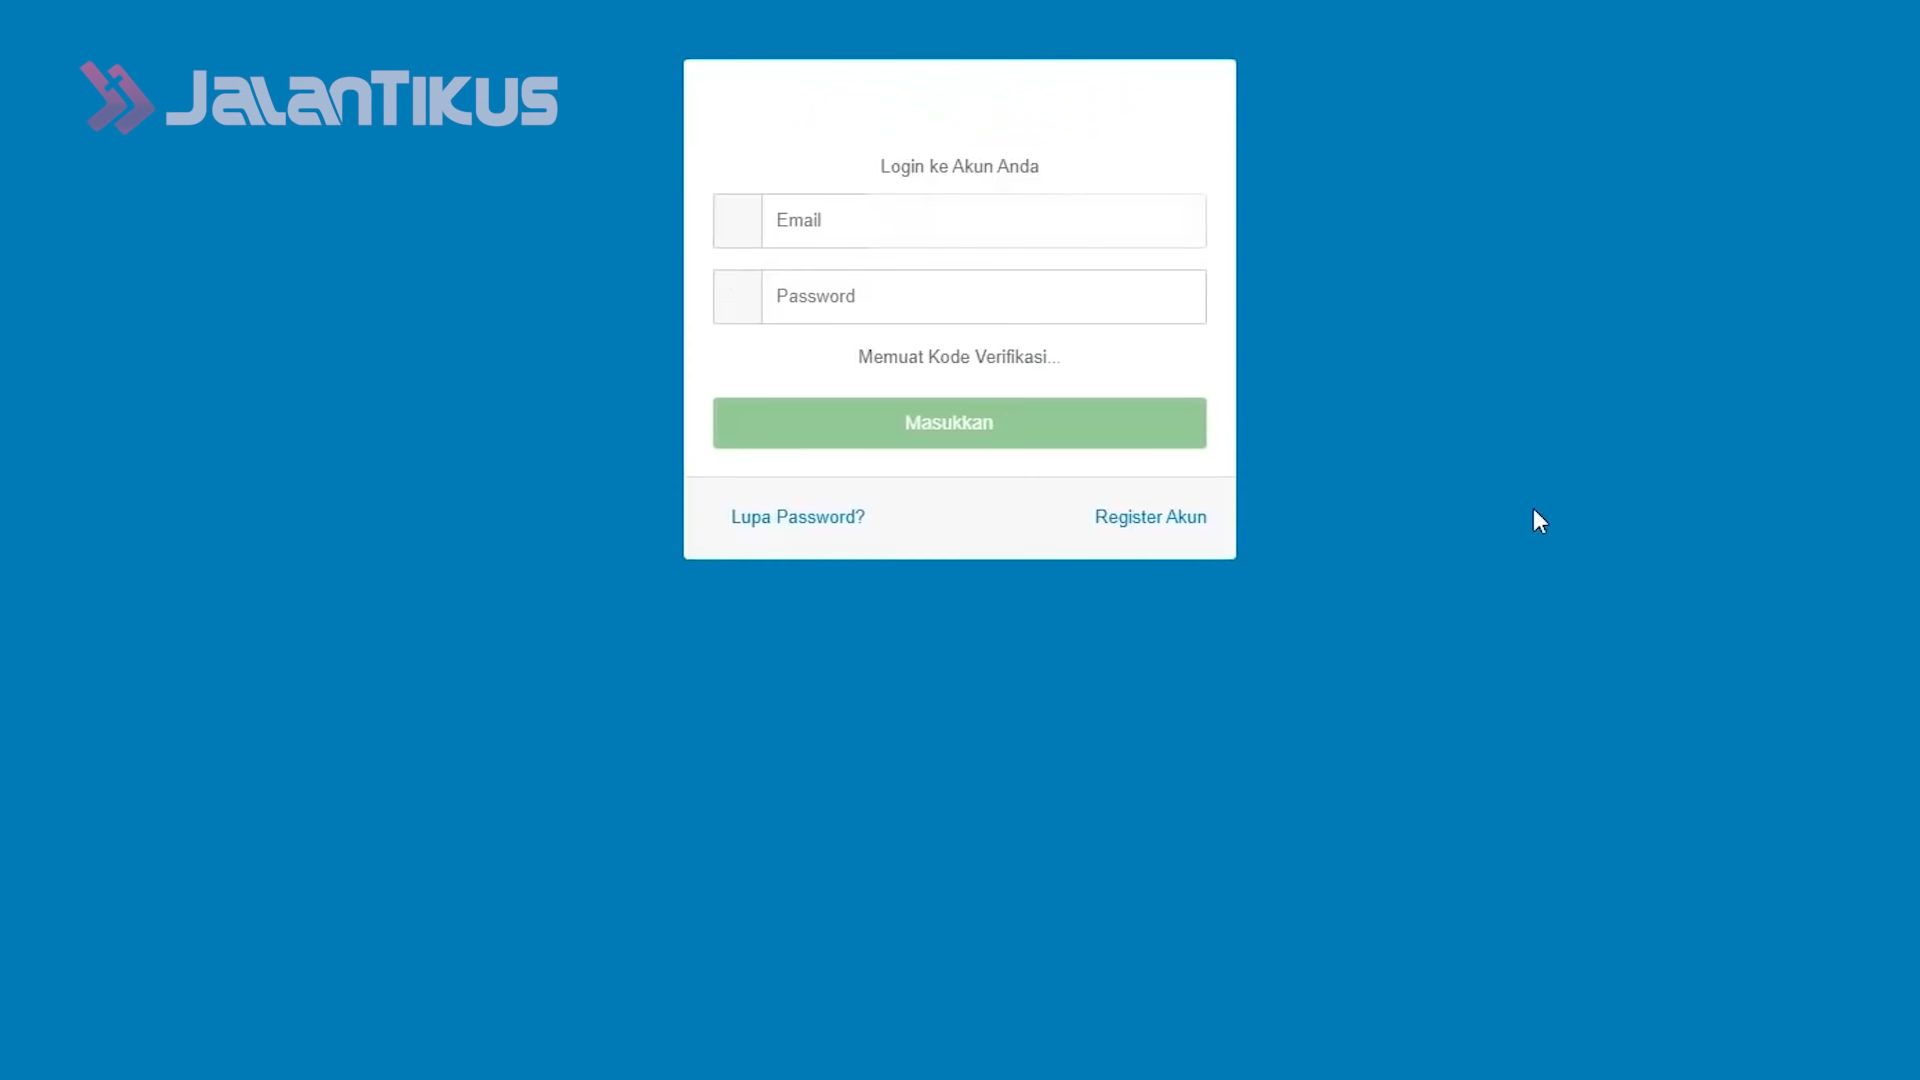 JALANTIKUS
Login ke Akun Anda
Email
Password
Memuat Kode Verifikasi...
Masukkan
Lupa Password?
Register Akun